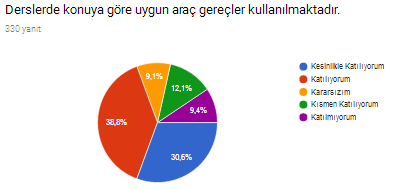 Derslerde konuya göre uygun araç gereçler kullanılmaktadır.
330 yanıt
Kesinlikle Katılıyorum
Katılıyorum
Kararsızım
Kısmen Katılıyorum
Katılmıyorum
9,1%
12,1%
9,4%
38,8%
30,6%